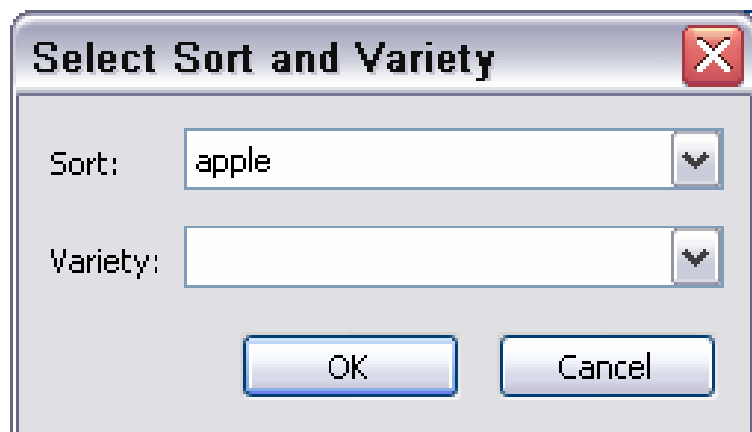 Select Sort and Variety
Sort: apple
Variety:
OK Cancel